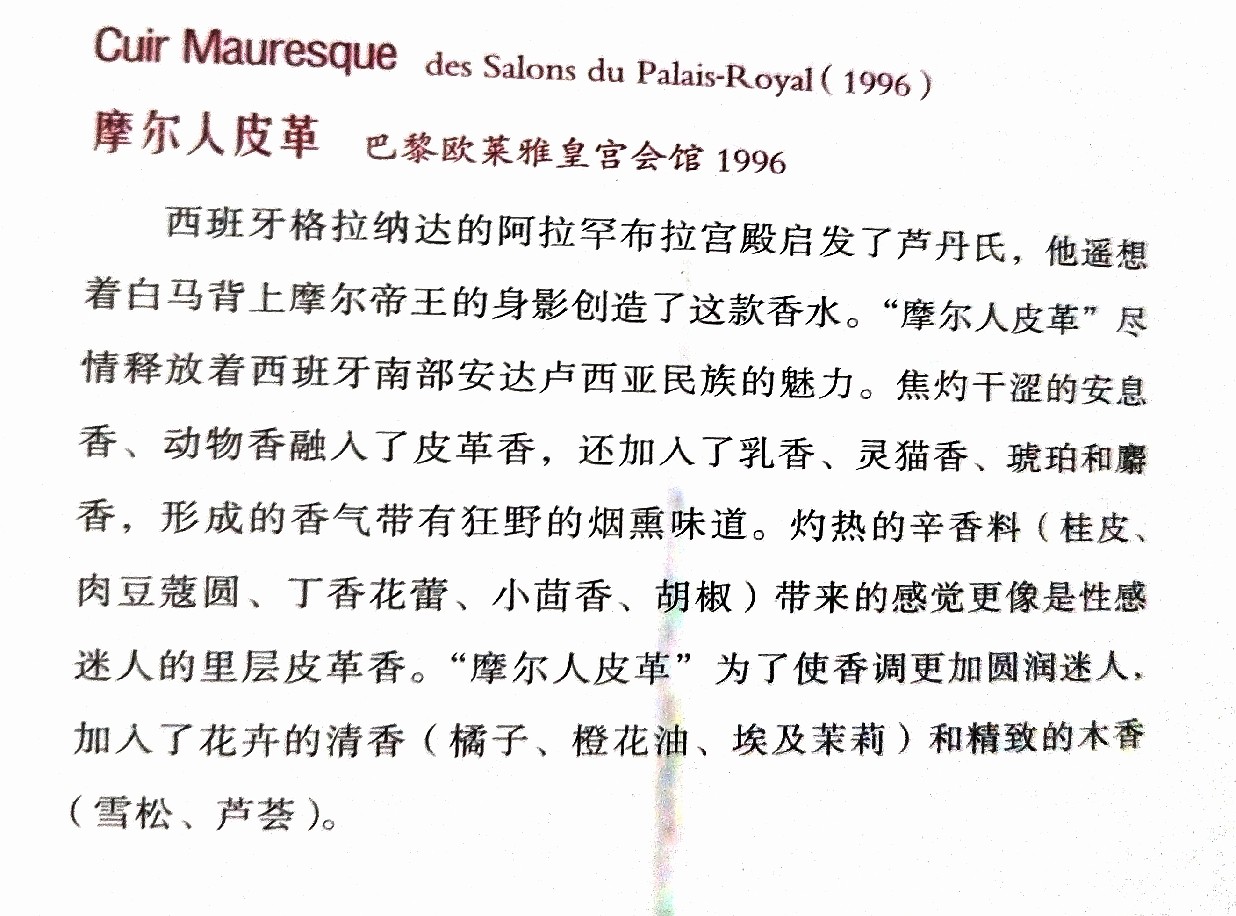 Cuir Mauresque des Salons du Palais-Royal(1996)
摩尔人皮革 巴黎欧莱雅皇宫会馆 1996
西班牙格拉纳达的阿拉罕布拉宫殿启发了芦丹氏，他遥想
着白马背上摩尔帝王的身影创造了这款香水。“摩尔人皮革”尽
情释放着西班牙南部安达卢西亚民族的魅力。焦灼干涩的安息
香、动物香融入了皮革香，还加入了乳香、灵猫香、琥珀和麝
香，形成的香气带有狂野的烟熏味道。灼热的辛香料（桂皮、
肉豆蔻圆、丁香花蕾、小茴香、胡椒）带来的感觉更像是性感
迷人的里层皮革香。“摩尔人皮革”为了使香调更加圆润迷人，
加入了花卉的清香（橘子、橙花油、埃及茉莉）和精致的木香
（雪松、芦荟）。